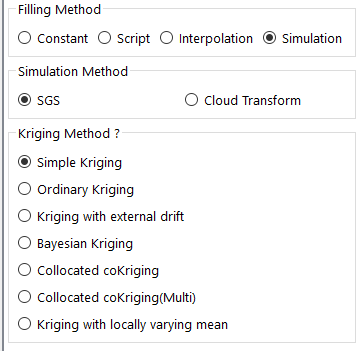 Filling Method
Constant Script Interpolation Simulation
Simulation Method
SGS Cloud Transform
Kriging Method ?
Simple Kriging
Ordinary Kriging
Kriging with external drift
Bayesian Kriging
Collocated coKriging
Collocated coKriging(Multi)
Kriging with locally varying mean